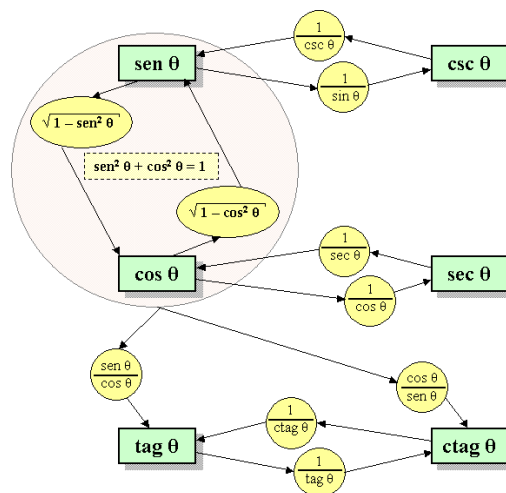 1
csc θ
sen θ
csc θ
1
sin θ
√1 − sen² θ
sen² θ + cos² θ = 1
√1 − cos² θ
1
sec θ
cos θ
sec θ
1
cos θ
sen θ
cos θ
cos θ
sen θ
1
ctag θ
tag θ
ctag θ
1
tag θ